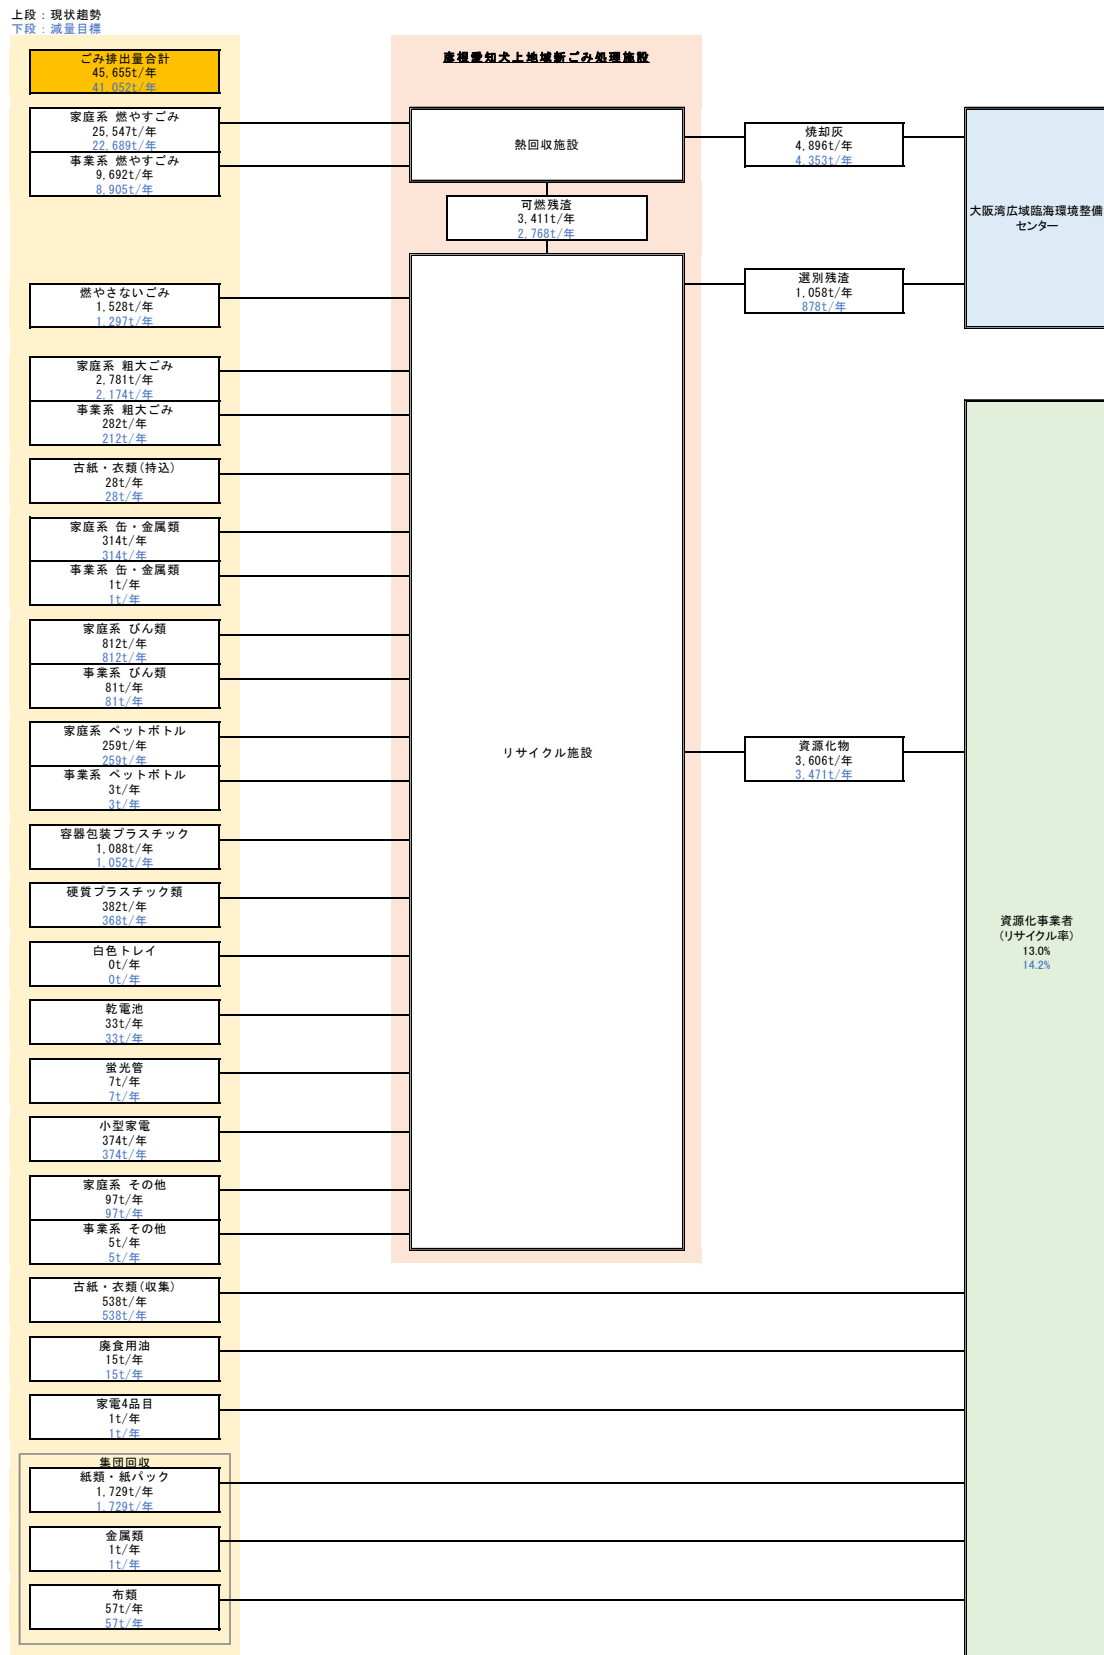 上段：現状趨勢
下段：減量目標
ごみ排出量合計
45,655t/年
41,052t/年
彦根愛知犬上地域新ごみ処理施設
家庭系 燃やすごみ
25,547t/年
22,689t/年
事業系 燃やすごみ
9,692t/年
8,905t/年
熱回収施設
焼却灰
4,896t/年
4,353t/年
可燃残渣
3,411t/年
2,768t/年
大阪湾広域臨海環境整備
センター
選別残渣
1,058t/年
878t/年
燃やさないごみ
1,528t/年
1,297t/年
家庭系 粗大ごみ
2,781t/年
2,174t/年
事業系 粗大ごみ
282t/年
212t/年
古紙・衣類(持込)
28t/年
28t/年
家庭系 缶・金属類
314t/年
314t/年
事業系 缶・金属類
1t/年
1t/年
家庭系 びん類
812t/年
812t/年
事業系 びん類
81t/年
81t/年
家庭系 ペットボトル
259t/年
259t/年
事業系 ペットボトル
3t/年
3t/年
リサイクル施設
資源化物
3,606t/年
3,471t/年
容器包装プラスチック
1,088t/年
1,052t/年
硬質プラスチック類
382t/年
368t/年
資源化事業者
（リサイクル率）
13.0%
14.2%
白色トレイ
0t/年
0t/年
乾電池
33t/年
33t/年
蛍光管
7t/年
7t/年
小型家電
374t/年
374t/年
家庭系 その他
97t/年
97t/年
事業系 その他
5t/年
5t/年
古紙・衣類(収集)
538t/年
538t/年
廃食用油
15t/年
15t/年
家電4品目
1t/年
1t/年
集団回収
紙類・紙パック
1,729t/年
1,729t/年
金属類
1t/年
1t/年
布類
57t/年
57t/年